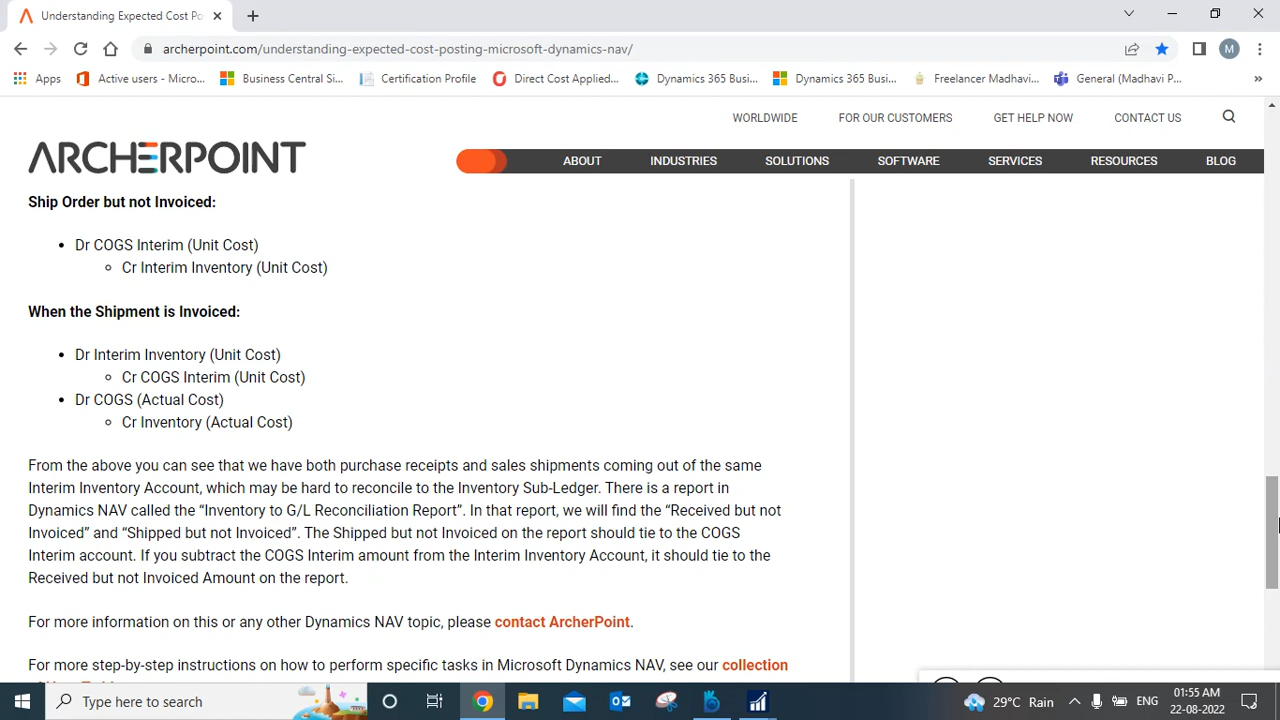 Understanding Expected Cost Po
archerpoint.com/understanding-expected-cost-posting-microsoft-dynamics-nav/
M
Apps
Active users - Micro...
Business Central Si...
Certification Profile
Direct Cost Applied...
Dynamics 365 Busi...
Dynamics 365 Busi...
Freelancer Madhavi...
General (Madhavi P...
»
WORLDWIDE
FOR OUR CUSTOMERS
GET HELP NOW
CONTACT US
ARCHERPOINT
ABOUT
INDUSTRIES
SOLUTIONS
SOFTWARE
SERVICES
RESOURCES
BLOG
Ship Order but not Invoiced:
Dr COGS Interim (Unit Cost)
Cr Interim Inventory (Unit Cost)
When the Shipment is Invoiced:
Dr Interim Inventory (Unit Cost)
Cr COGS Interim (Unit Cost)
Dr COGS (Actual Cost)
Cr Inventory (Actual Cost)
From the above you can see that we have both purchase receipts and sales shipments coming out of the same
Interim Inventory Account, which may be hard to reconcile to the Inventory Sub-Ledger. There is a report in
Dynamics NAV called the “Inventory to G/L Reconciliation Report”. In that report, we will find the “Received but not
Invoiced” and “Shipped but not Invoiced”. The Shipped but not Invoiced on the report should tie to the COGS
Interim account. If you subtract the COGS Interim amount from the Interim Inventory Account, it should tie to the
Received but not Invoiced Amount on the report.
For more information on this or any other Dynamics NAV topic, please contact ArcherPoint.
For more step-by-step instructions on how to perform specific tasks in Microsoft Dynamics NAV, see our collection
Type here to search
29°C Rain
ENG
01:55 AM
22-08-2022